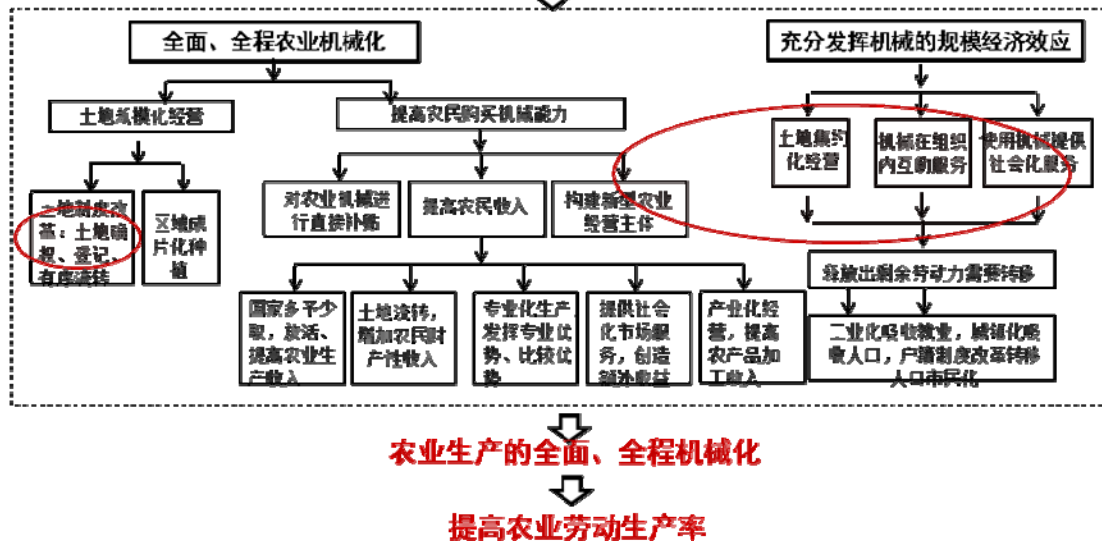 全面、全程农业机械化
充分发挥机械的规模经济效应
土地规模化经营
提高农民购买机械能力
土地集约
化经营
机械在组织
内互助服务
使用机械提供
社会化服务
土地制度改
革：土地确
权、登记、
有序流转
区域成
片化种
植
对农业机械进
行直接补贴
提高农民收入
构建新型农业
经营主体
释放出剩余劳动力需要转移
国家多予少
取，放活、
提高农业生
产收入
土地流转，
增加农民财
产性收入
专业化生产，
发挥专业优
势、比较优
势
提供社会
化市场服
务，创造
额外收益
产业化经
营，提高
农产品加
工收入
工业化吸收就业，城镇化吸
收人口，户籍制度改革转移
人口市民化
农业生产的全面、全程机械化
提高农业劳动生产率